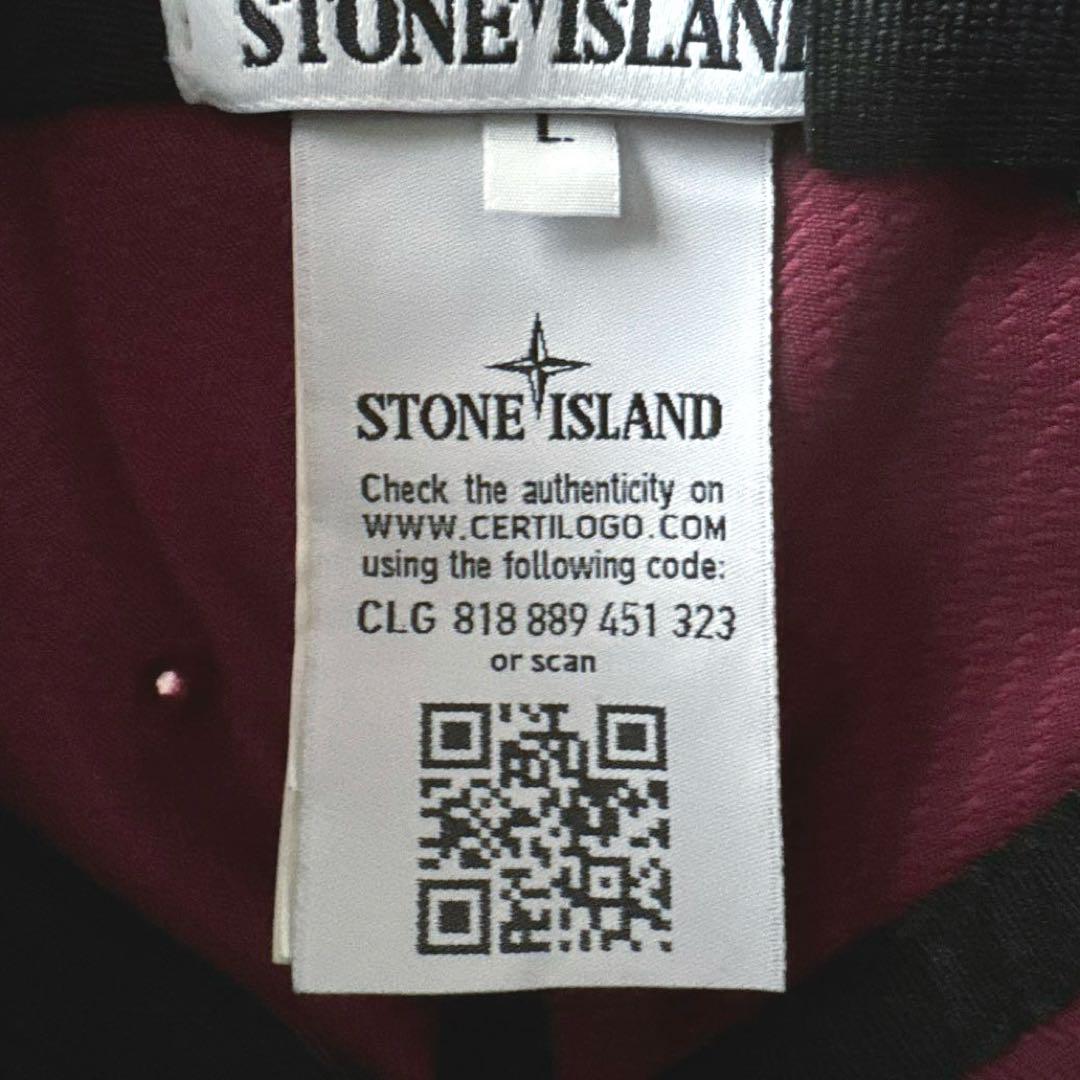 STONE ISLAN
L.
STONE ISLAND
Check the authenticity on
WWW.CERTILOGO.COM
using the following code:
CLG 818 889 451 323
or scan